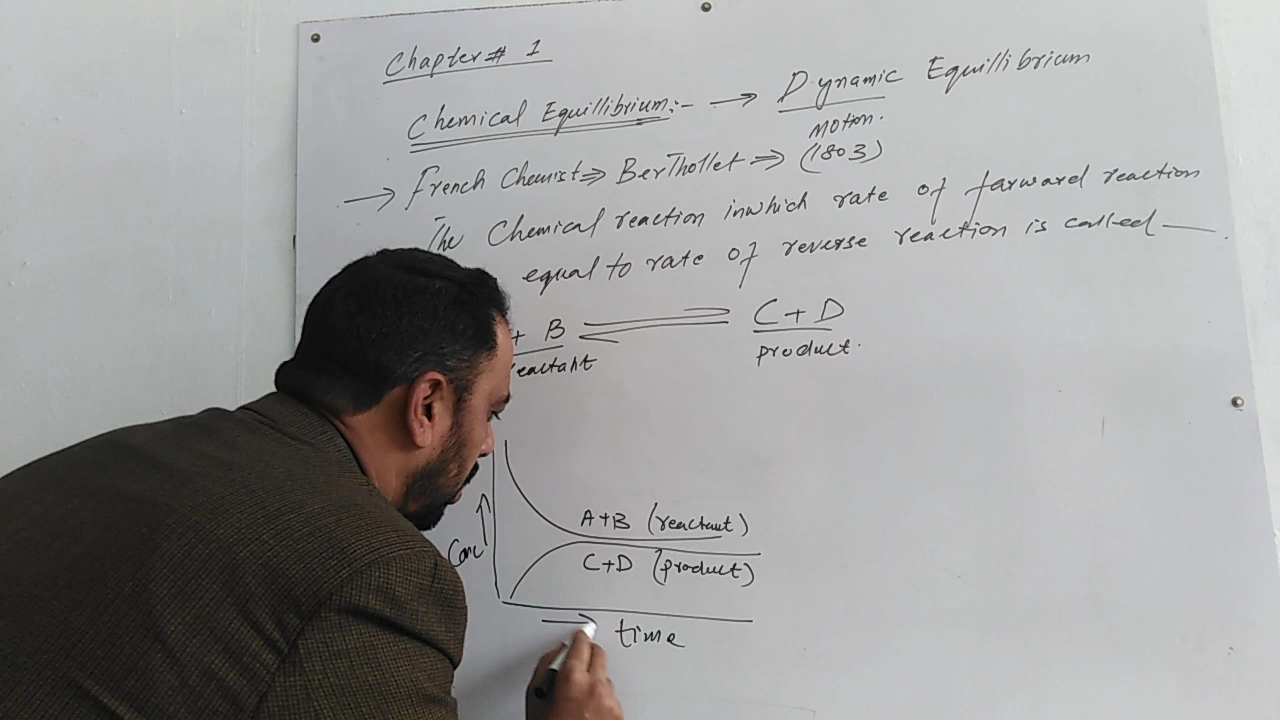 Chapter # 1
Chemical Equillibrium:- → Dynamic Equillibrium
motion.
→ French Chemist ⇒ BerThollet ⇒ (1803)
The Chemical reaction inwhich rate of farward reaction
equal to rate of reverse reaction is called —
+ B ⇌ C + D
reactant product.
A+B (reactant)
Conc ↑
C+D (product)
→ time